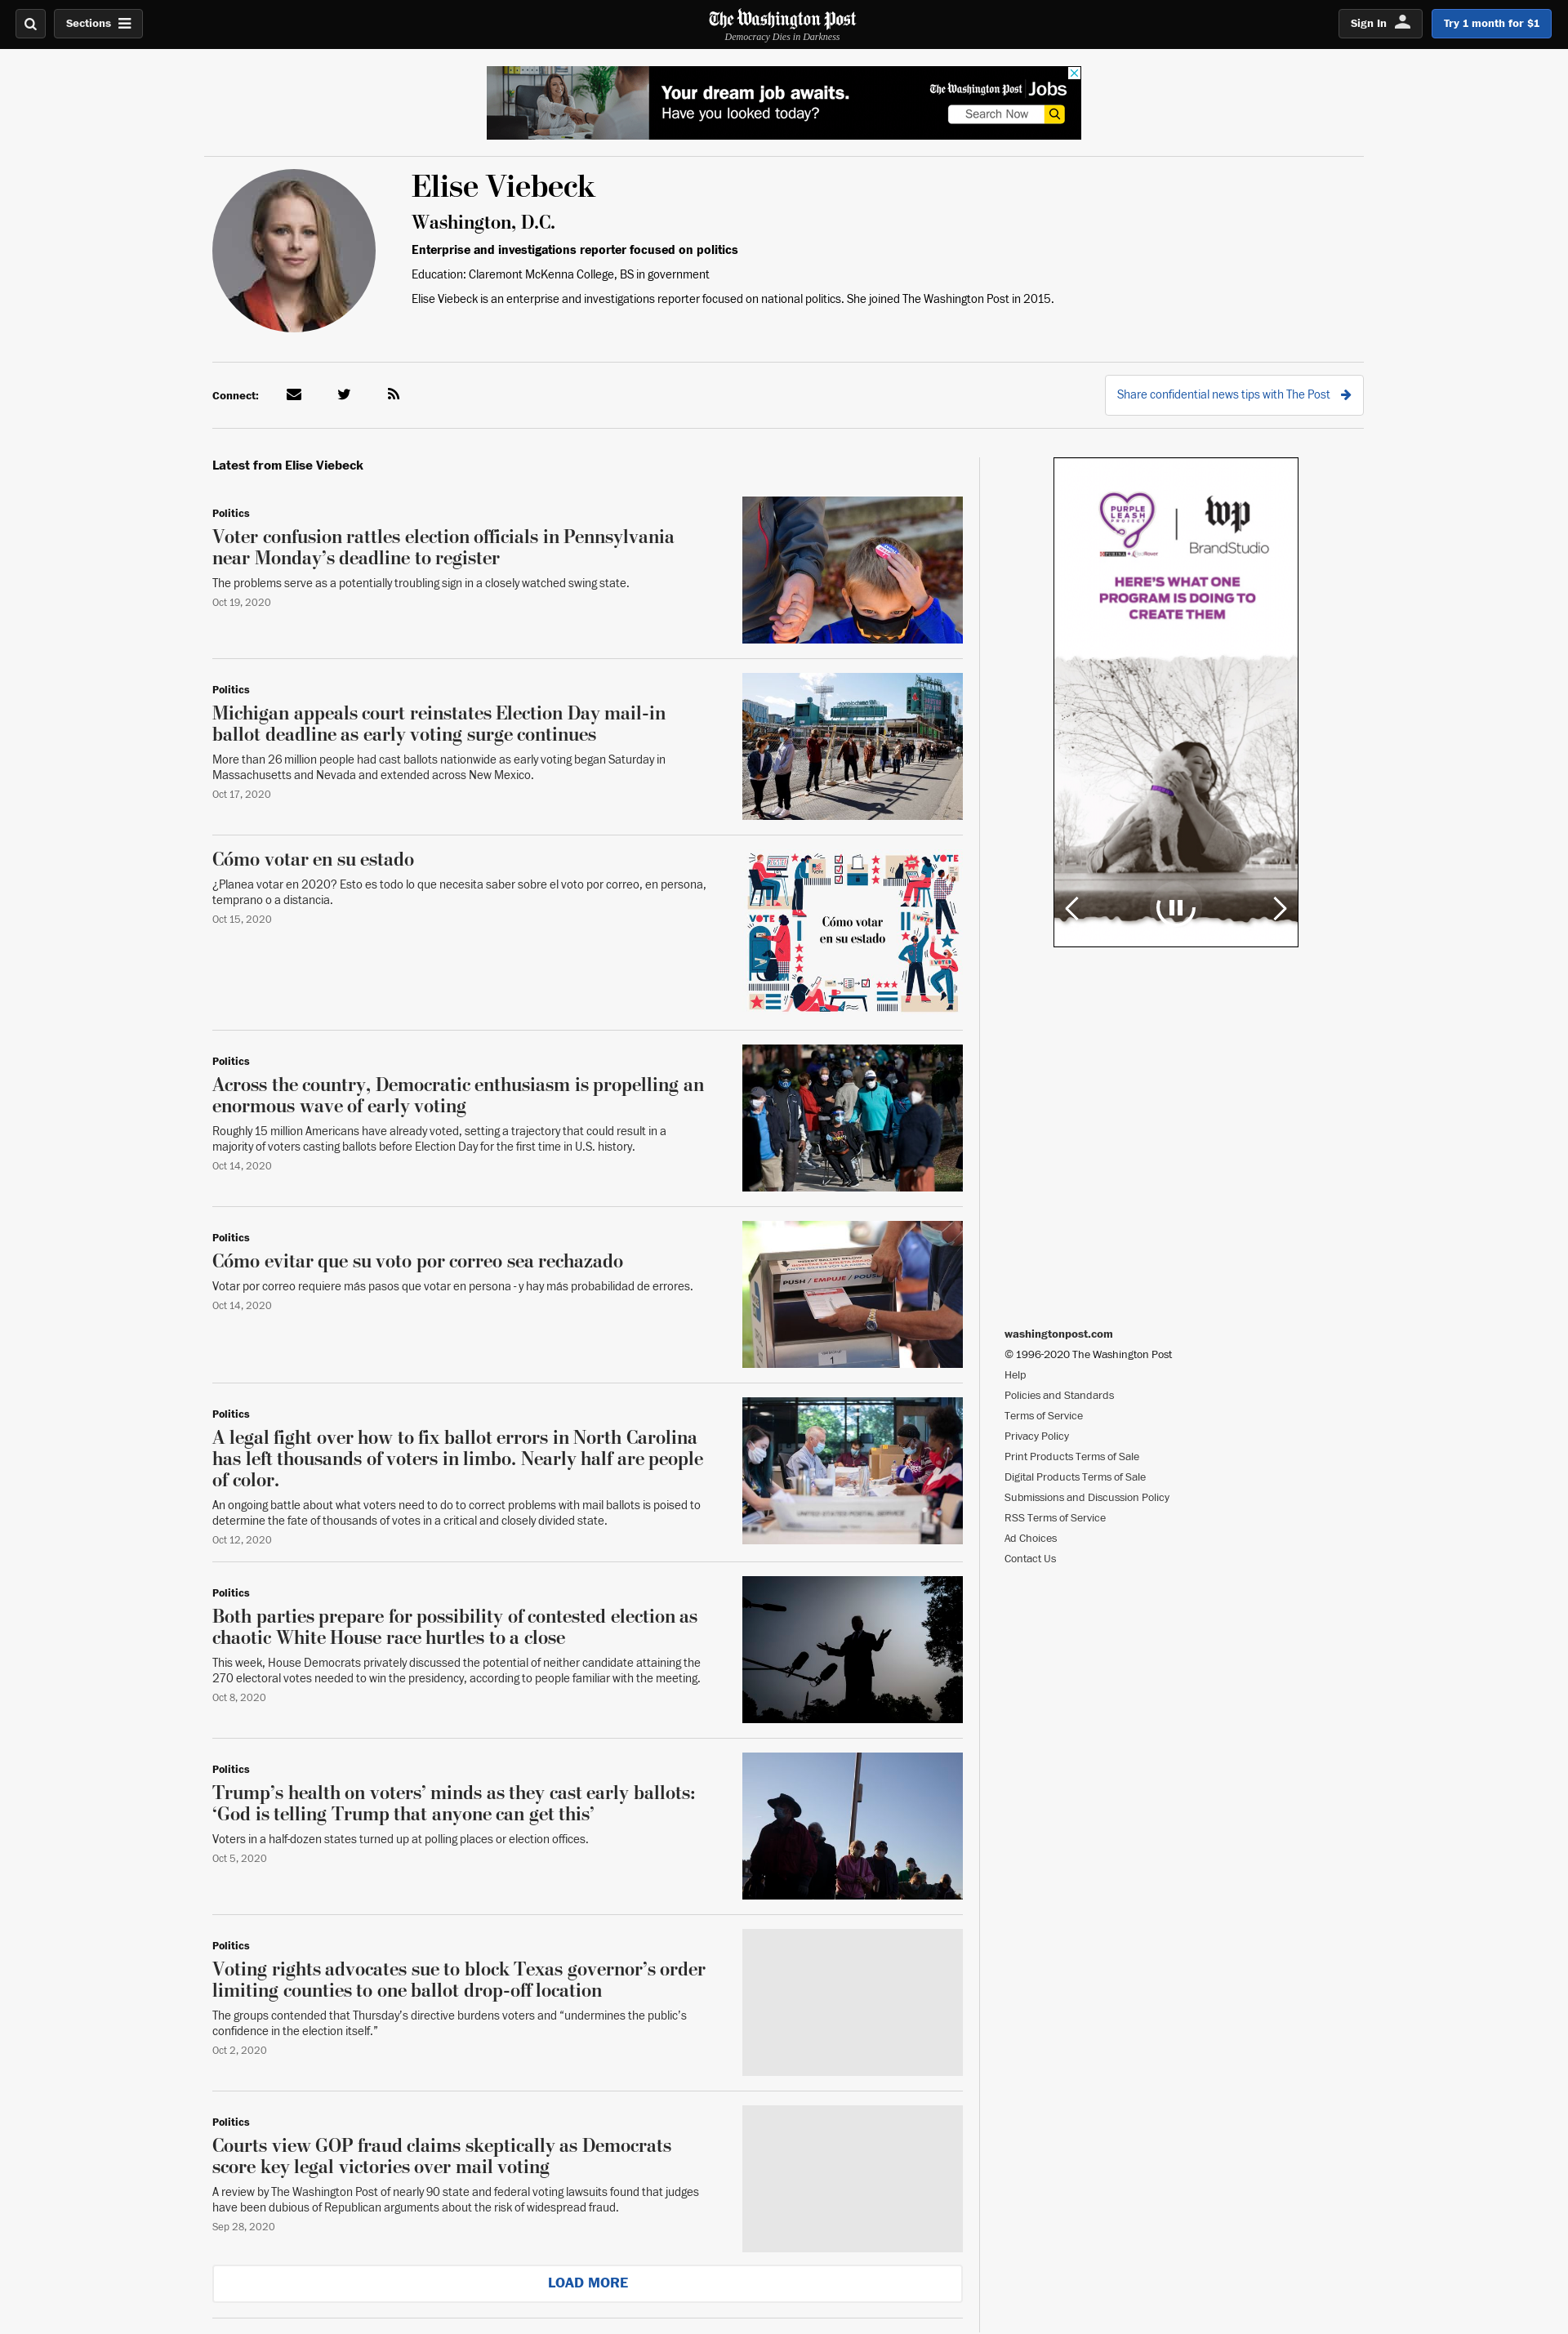 Sections
The Washington Post
Democracy Dies in Darkness
Sign In
Try 1 month for $1
Your dream job awaits.
Have you looked today?
The Washington Post Jobs
Search Now
Elise Viebeck
Washington, D.C.
Enterprise and investigations reporter focused on politics
Education: Claremont McKenna College, BS in government
Elise Viebeck is an enterprise and investigations reporter focused on national politics. She joined The Washington Post in 2015.
Connect:
Share confidential news tips with The Post
Latest from Elise Viebeck
Politics
Voter confusion rattles election officials in Pennsylvania
near Monday’s deadline to register
The problems serve as a potentially troubling sign in a closely watched swing state.
Oct 19, 2020
Politics
Michigan appeals court reinstates Election Day mail-in
ballot deadline as early voting surge continues
More than 26 million people had cast ballots nationwide as early voting began Saturday in
Massachusetts and Nevada and extended across New Mexico.
Oct 17, 2020
Cómo votar en su estado
¿Planea votar en 2020? Esto es todo lo que necesita saber sobre el voto por correo, en persona,
temprano o a distancia.
Oct 15, 2020
VOTE
VOTE
Cómo votar
en su estado
VOTE
VOTE
Politics
Across the country, Democratic enthusiasm is propelling an
enormous wave of early voting
Roughly 15 million Americans have already voted, setting a trajectory that could result in a
majority of voters casting ballots before Election Day for the first time in U.S. history.
Oct 14, 2020
Politics
Cómo evitar que su voto por correo sea rechazado
Votar por correo requiere más pasos que votar en persona - y hay más probabilidad de errores.
Oct 14, 2020
PUSH / EMPUJE / POUSE
1
Politics
A legal fight over how to fix ballot errors in North Carolina
has left thousands of voters in limbo. Nearly half are people
of color.
An ongoing battle about what voters need to do to correct problems with mail ballots is poised to
determine the fate of thousands of votes in a critical and closely divided state.
Oct 12, 2020
UNITED STATES POSTAL SERVICE
Politics
Both parties prepare for possibility of contested election as
chaotic White House race hurtles to a close
This week, House Democrats privately discussed the potential of neither candidate attaining the
270 electoral votes needed to win the presidency, according to people familiar with the meeting.
Oct 8, 2020
Politics
Trump’s health on voters’ minds as they cast early ballots:
‘God is telling Trump that anyone can get this’
Voters in a half-dozen states turned up at polling places or election offices.
Oct 5, 2020
Politics
Voting rights advocates sue to block Texas governor’s order
limiting counties to one ballot drop-off location
The groups contended that Thursday’s directive burdens voters and “undermines the public’s
confidence in the election itself.”
Oct 2, 2020
Politics
Courts view GOP fraud claims skeptically as Democrats
score key legal victories over mail voting
A review by The Washington Post of nearly 90 state and federal voting lawsuits found that judges
have been dubious of Republican arguments about the risk of widespread fraud.
Sep 28, 2020
LOAD MORE
PURPLE
LEASH
PROJECT
PURINA
wp
BrandStudio
HERE'S WHAT ONE
PROGRAM IS DOING TO
CREATE THEM
washingtonpost.com
© 1996-2020 The Washington Post
Help
Policies and Standards
Terms of Service
Privacy Policy
Print Products Terms of Sale
Digital Products Terms of Sale
Submissions and Discussion Policy
RSS Terms of Service
Ad Choices
Contact Us